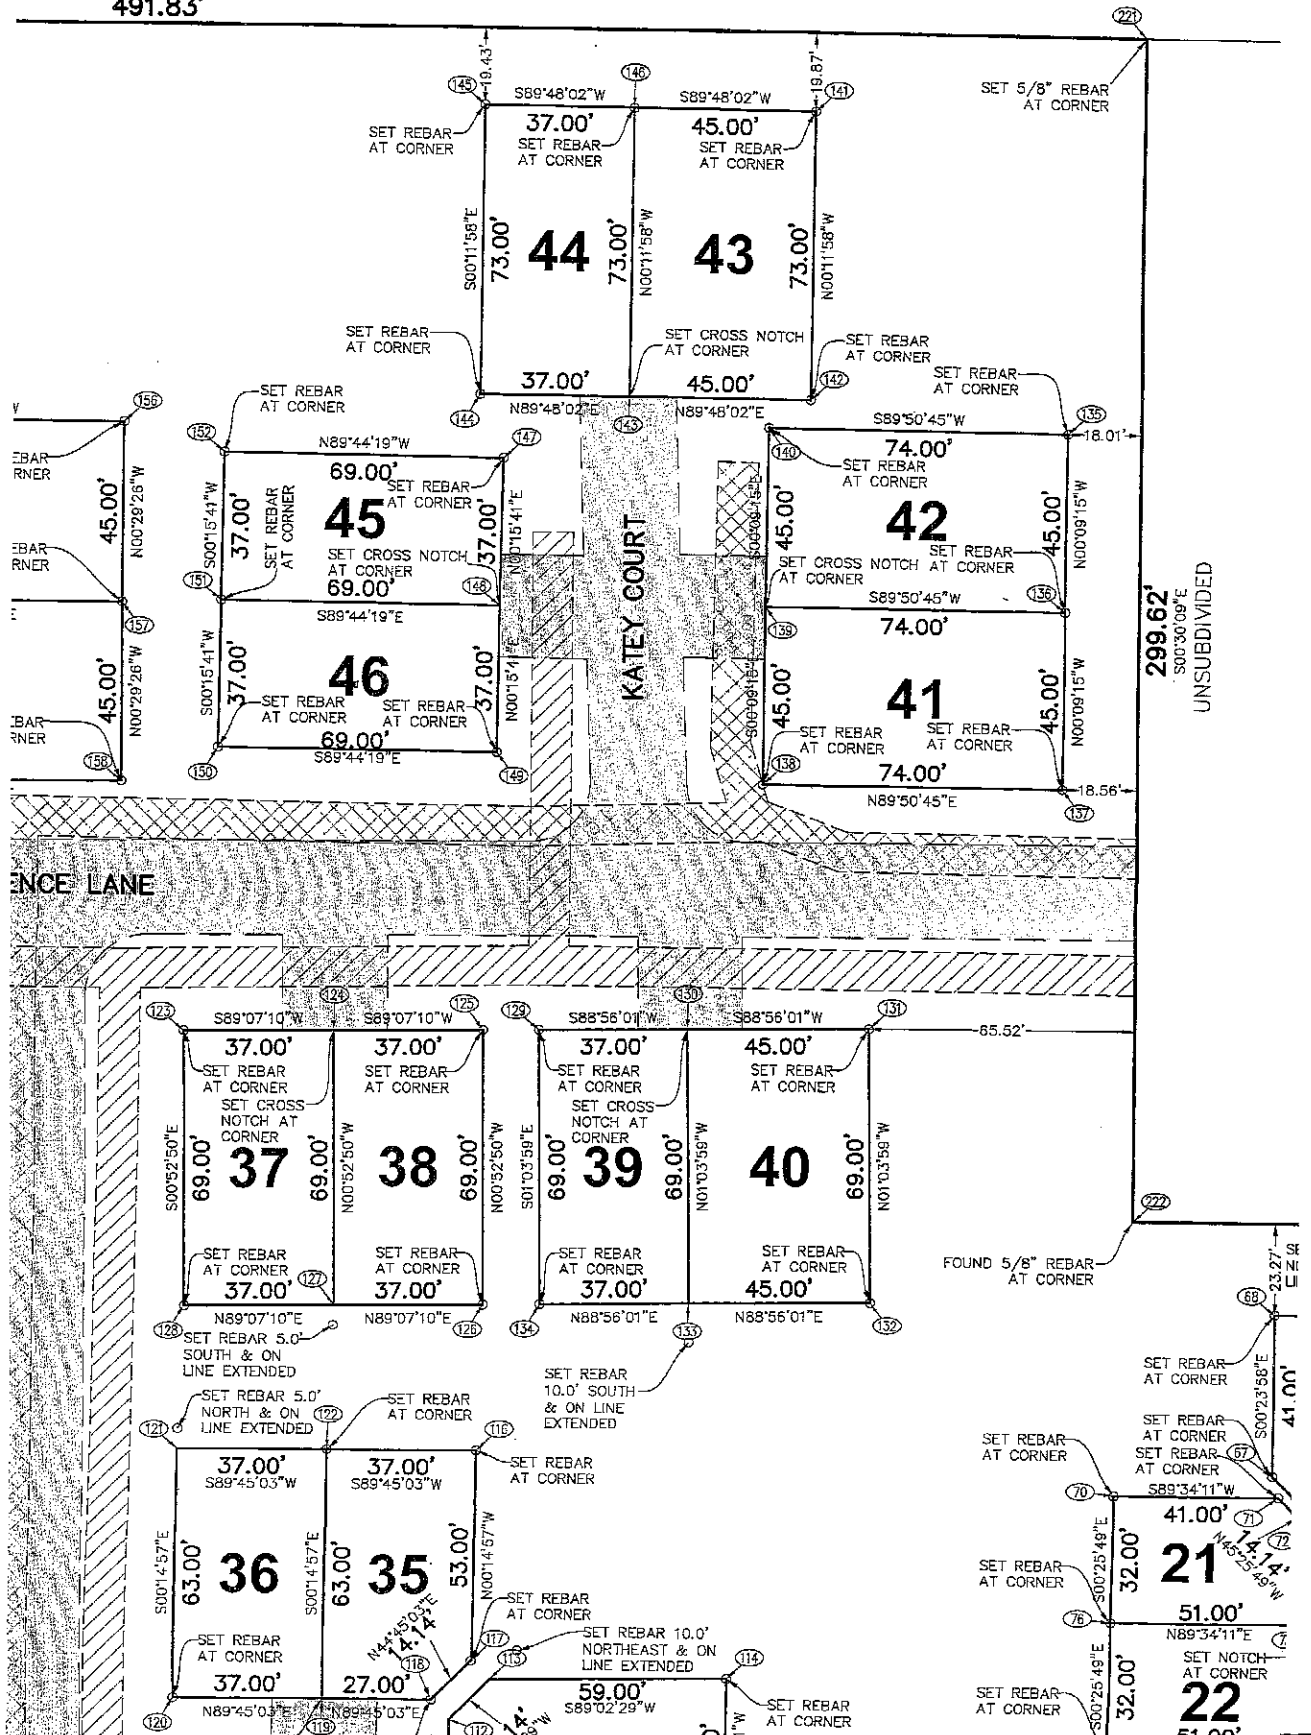 491.83'
221
SET 5/8" REBAR
AT CORNER
19.43'
19.87'
145
146
141
S89°48'02"W
S89°48'02"W
37.00'
45.00'
SET REBAR
AT CORNER
SET REBAR
AT CORNER
SET REBAR
AT CORNER
S00°11'58"E
73.00'
44
73.00'
N00°11'58"W
43
73.00'
N00°11'58"W
SET REBAR
AT CORNER
SET CROSS NOTCH
AT CORNER
SET REBAR
AT CORNER
37.00'
45.00'
142
144
N89°48'02"E
143
N89°48'02"E
SET REBAR
AT CORNER
156
SET REBAR
AT CORNER
152
N89°44'19"W
147
69.00'
SET REBAR
AT CORNER
S89°50'45"W
135
18.01'
74.00'
140
SET REBAR
AT CORNER
EBAR
RNER
45.00'
N00°29'26"W
S00°15'41"W
37.00'
SET REBAR
AT CORNER
45
37.00'
N00°15'41"E
SET CROSS NOTCH
AT CORNER
69.00'
148
151
S89°44'19"E
KATEY COURT
S00°09'15"E
45.00'
42
45.00'
N00°09'15"W
SET CROSS NOTCH
AT CORNER
SET REBAR
AT CORNER
S89°50'45"W
136
139
74.00'
299.62'
S00°30'09"E
UNSUBDIVIDED
EBAR
RNER
157
45.00'
N00°29'26"W
EBAR
RNER
158
S00°15'41"W
37.00'
46
37.00'
N00°15'41"E
SET REBAR
AT CORNER
SET REBAR
AT CORNER
69.00'
S89°44'19"E
150
149
S00°09'15"E
45.00'
41
45.00'
N00°09'15"W
SET REBAR
AT CORNER
SET REBAR
AT CORNER
138
74.00'
N89°50'45"E
18.56'
137
ENCE LANE
123
124
125
129
130
131
S89°07'10"W
S89°07'10"W
S88°56'01"W
S88°56'01"W
65.52'
37.00'
37.00'
37.00'
45.00'
SET REBAR
AT CORNER
SET REBAR
AT CORNER
SET REBAR
AT CORNER
SET REBAR
AT CORNER
SET CROSS
NOTCH AT
CORNER
SET CROSS
NOTCH AT
CORNER
S00°52'50"E
69.00'
37
69.00'
N00°52'50"W
38
69.00'
N00°52'50"W
S01°03'59"E
69.00'
39
69.00'
N01°03'59"W
40
69.00'
N01°03'59"W
SET REBAR
AT CORNER
SET REBAR
AT CORNER
SET REBAR
AT CORNER
SET REBAR
AT CORNER
37.00'
127
37.00'
37.00'
45.00'
128
N89°07'10"E
N89°07'10"E
126
134
N88°56'01"E
133
N88°56'01"E
132
SET REBAR 5.0'
SOUTH & ON
LINE EXTENDED
SET REBAR
10.0' SOUTH
& ON LINE
EXTENDED
222
FOUND 5/8" REBAR
AT CORNER
23.27'
68
SET REBAR
AT CORNER
S00°23'58"E
41.00'
SET REBAR 5.0'
NORTH & ON
LINE EXTENDED
SET REBAR
AT CORNER
121
122
116
37.00'
S89°45'03"W
37.00'
S89°45'03"W
SET REBAR
AT CORNER
SET REBAR
AT CORNER
SET REBAR
AT CORNER
SET REBAR
AT CORNER
67
70
S89°34'11"W
41.00'
71
72
14.14'
N45°25'49"W
S00°14'57"E
63.00'
36
S00°14'57"E
63.00'
35
53.00'
N00°14'57"W
SET REBAR
AT CORNER
S00°25'49"E
32.00'
21
SET REBAR
AT CORNER
N44°45'03"E
14.14'
117
118
113
SET REBAR 10.0'
NORTHEAST & ON
LINE EXTENDED
114
SET REBAR
AT CORNER
76
51.00'
N89°34'11"E
SET NOTCH
AT CORNER
37.00'
27.00'
59.00'
S89°02'29"W
SET REBAR
AT CORNER
SET REBAR
AT CORNER
S00°25'49"E
32.00'
22
120
N89°45'03"E
119
N89°45'03"E
112
51.00'